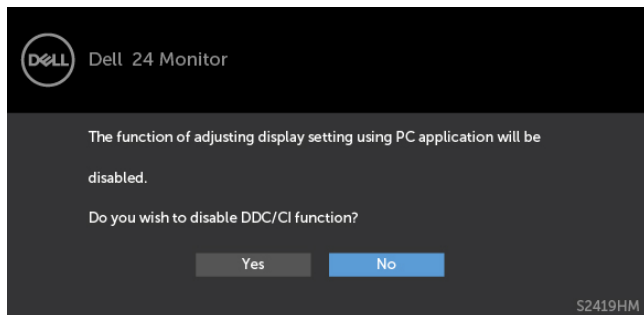 DELL
Dell 24 Monitor
The function of adjusting display setting using PC application will be
disabled.
Do you wish to disable DDC/CI function?
Yes
No
S2419HM